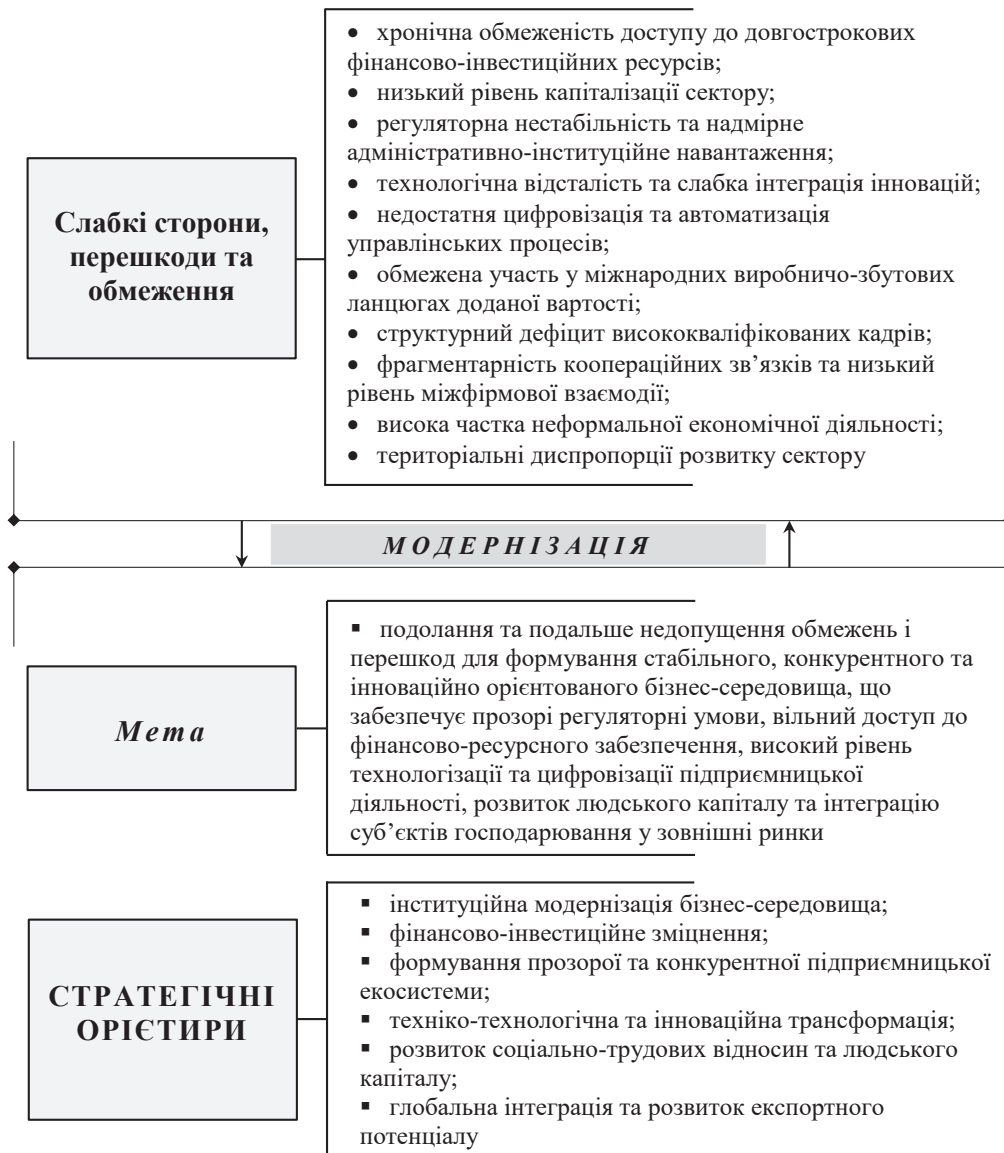 • хронічна обмеженість доступу до довгострокових
фінансово-інвестиційних ресурсів;
• низький рівень капіталізації сектору;
• регуляторна нестабільність та надмірне
адміністративно-інституційне навантаження;
• технологічна відсталість та слабка інтеграція інновацій;
• недостатня цифровізація та автоматизація
управлінських процесів;
• обмежена участь у міжнародних виробничо-збутових
ланцюгах доданої вартості;
• структурний дефіцит висококваліфікованих кадрів;
• фрагментарність коопераційних зв’язків та низький
рівень міжфірмової взаємодії;
• висока частка неформальної економічної діяльності;
• територіальні диспропорції розвитку сектору
Слабкі сторони,
перешкоди та
обмеження
МОДЕРНІЗАЦІЯ
▪ подолання та подальше недопущення обмежень і
перешкод для формування стабільного, конкурентного та
інноваційно орієнтованого бізнес-середовища, що
забезпечує прозорі регуляторні умови, вільний доступ до
фінансово-ресурсного забезпечення, високий рівень
технологізації та цифровізації підприємницької
діяльності, розвиток людського капіталу та інтеграцію
суб’єктів господарювання у зовнішні ринки
Мета
▪ інституційна модернізація бізнес-середовища;
▪ фінансово-інвестиційне зміцнення;
▪ формування прозорої та конкурентної підприємницької
екосистеми;
▪ техніко-технологічна та інноваційна трансформація;
▪ розвиток соціально-трудових відносин та людського
капіталу;
▪ глобальна інтеграція та розвиток експортного
потенціалу
СТРАТЕГІЧНІ
ОРІЄТИРИ